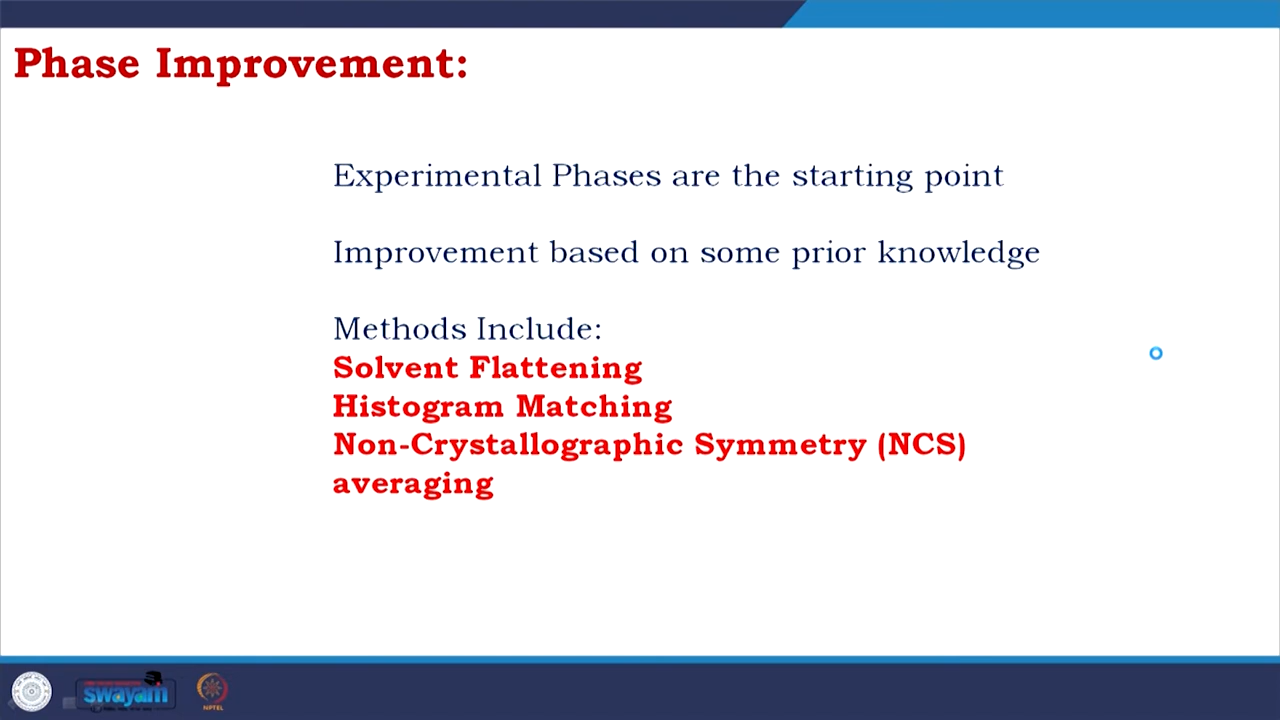 Phase Improvement:
Experimental Phases are the starting point
Improvement based on some prior knowledge
Methods Include:
Solvent Flattening
Histogram Matching
Non-Crystallographic Symmetry (NCS)
averaging
swayam
NPTEL